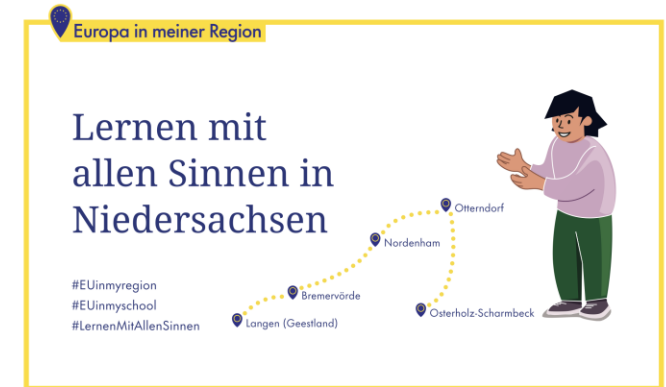 Europa in meiner Region
Lernen mit
allen Sinnen in
Niedersachsen
Otterndorf
Nordenham
#EUinmyregion
#EUinmyschool
#LernenMitAllenSinnen
Bremervörde
Langen (Geestland)
Osterholz-Scharmbeck